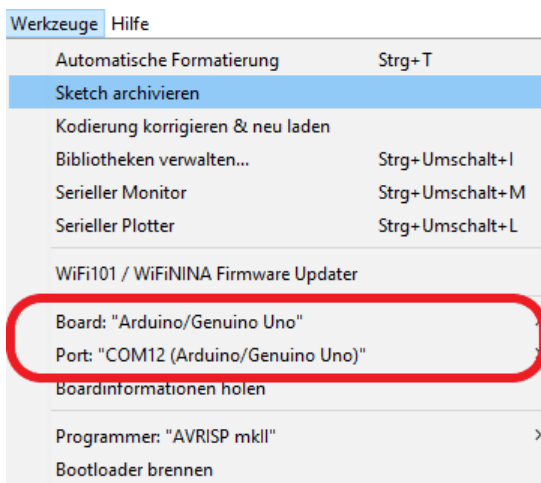 Werkzeuge Hilfe
Automatische Formatierung Strg+T
Sketch archivieren
Kodierung korrigieren & neu laden
Bibliotheken verwalten... Strg+Umschalt+I
Serieller Monitor Strg+Umschalt+M
Serieller Plotter Strg+Umschalt+L
WiFi101 / WiFiNINA Firmware Updater
Board: "Arduino/Genuino Uno"
Port: "COM12 (Arduino/Genuino Uno)"
Boardinformationen holen
Programmer: "AVRISP mkII"
Bootloader brennen